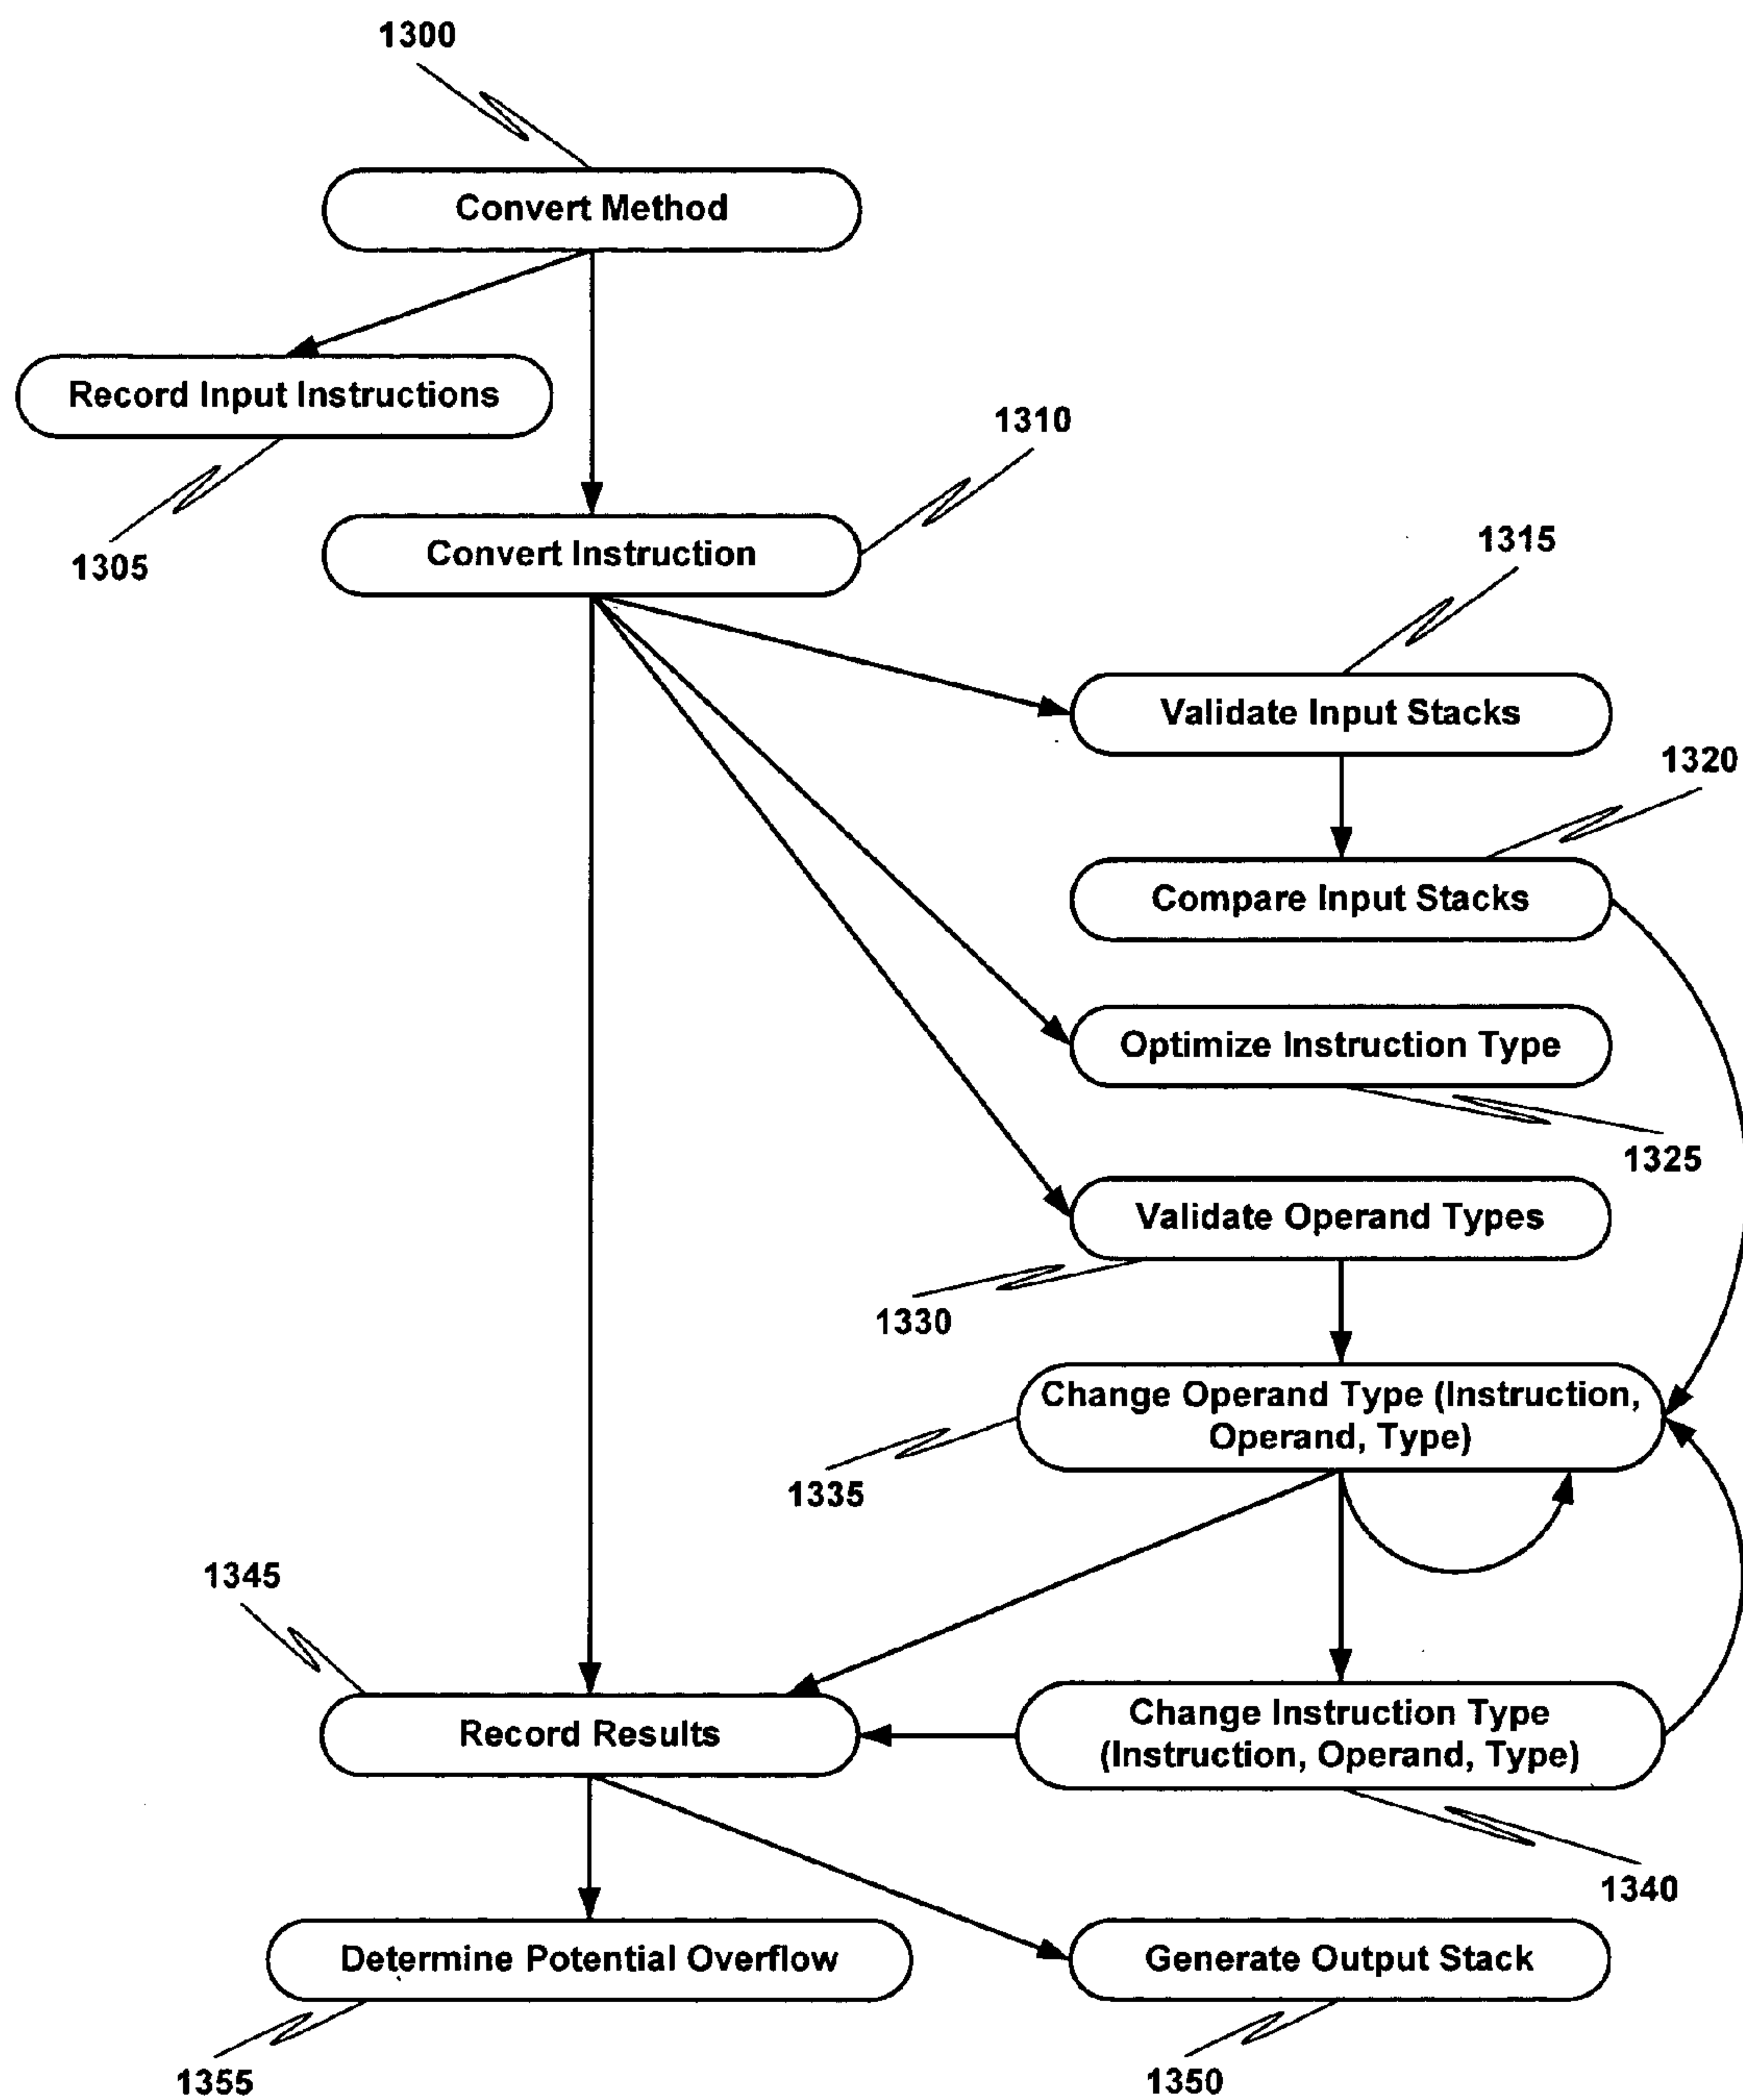 1300
Convert Method
Record Input Instructions
1310
1305
Convert Instruction
1315
Validate Input Stacks
1320
Compare Input Stacks
Optimize Instruction Type
1325
Validate Operand Types
1330
Change Operand Type (Instruction,
Operand, Type)
1335
1345
Record Results
Change Instruction Type
(Instruction, Operand, Type)
1340
Determine Potential Overflow
Generate Output Stack
1355
1350